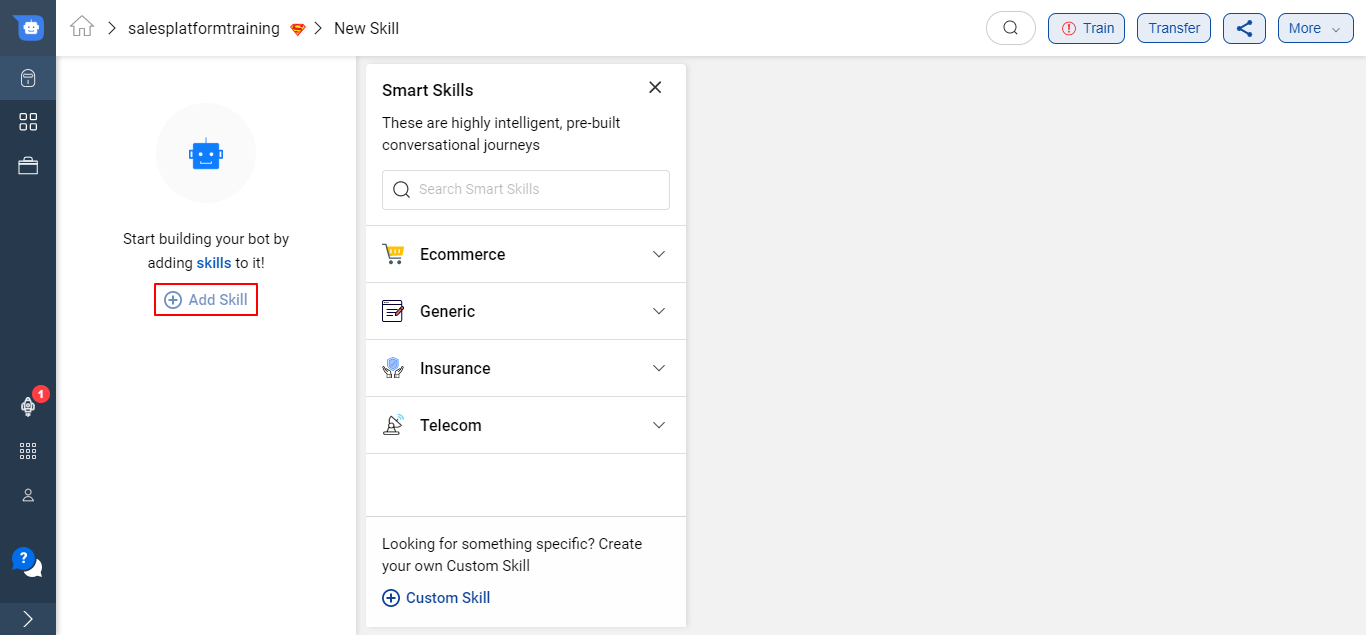 salesplatformtraining
New Skill
Train
Transfer
More
Start building your bot by
adding skills to it!
Add Skill
Smart Skills
These are highly intelligent, pre-built
conversational journeys
Search Smart Skills
Ecommerce
Generic
Insurance
Telecom
Looking for something specific? Create
your own Custom Skill
Custom Skill
1
?